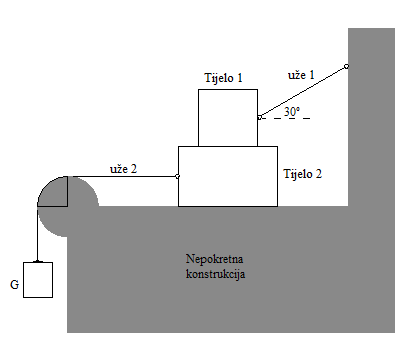 Tijelo 1
uže 1
30°
uže 2
Tijelo 2
Nepokretna
konstrukcija
G